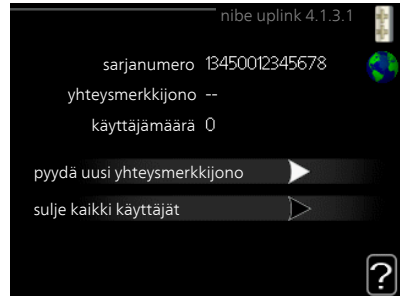 nibe uplink 4.1.3.1
sarjanumero 13450012345678
yhteysmerkkijono --
käyttäjämäärä 0
pyydä uusi yhteysmerkkijono
sulje kaikki käyttäjät
?